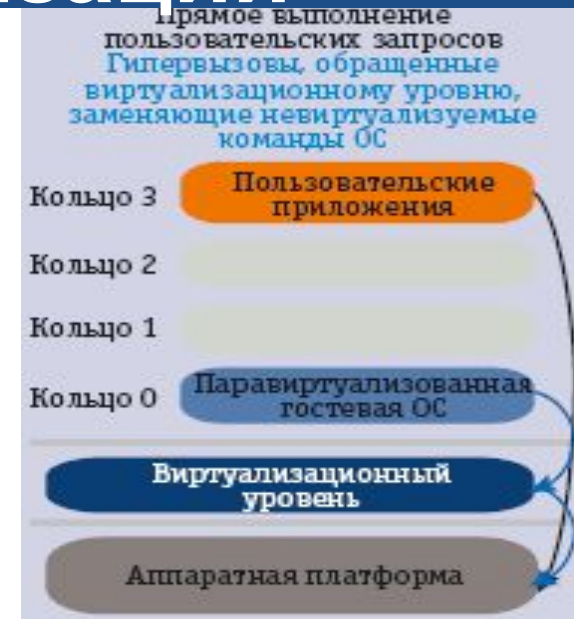 Прямое выполнение
пользовательских запросов
Гипервызовы, обращенные
виртуализационному уровню,
заменяющие невиртуализуемые
команды ОС
Кольцо 3
Пользовательские
приложения
Кольцо 2
Кольцо 1
Кольцо 0
Паравиртуализованная
гостевая ОС
Виртуализационный
уровень
Аппаратная платформа